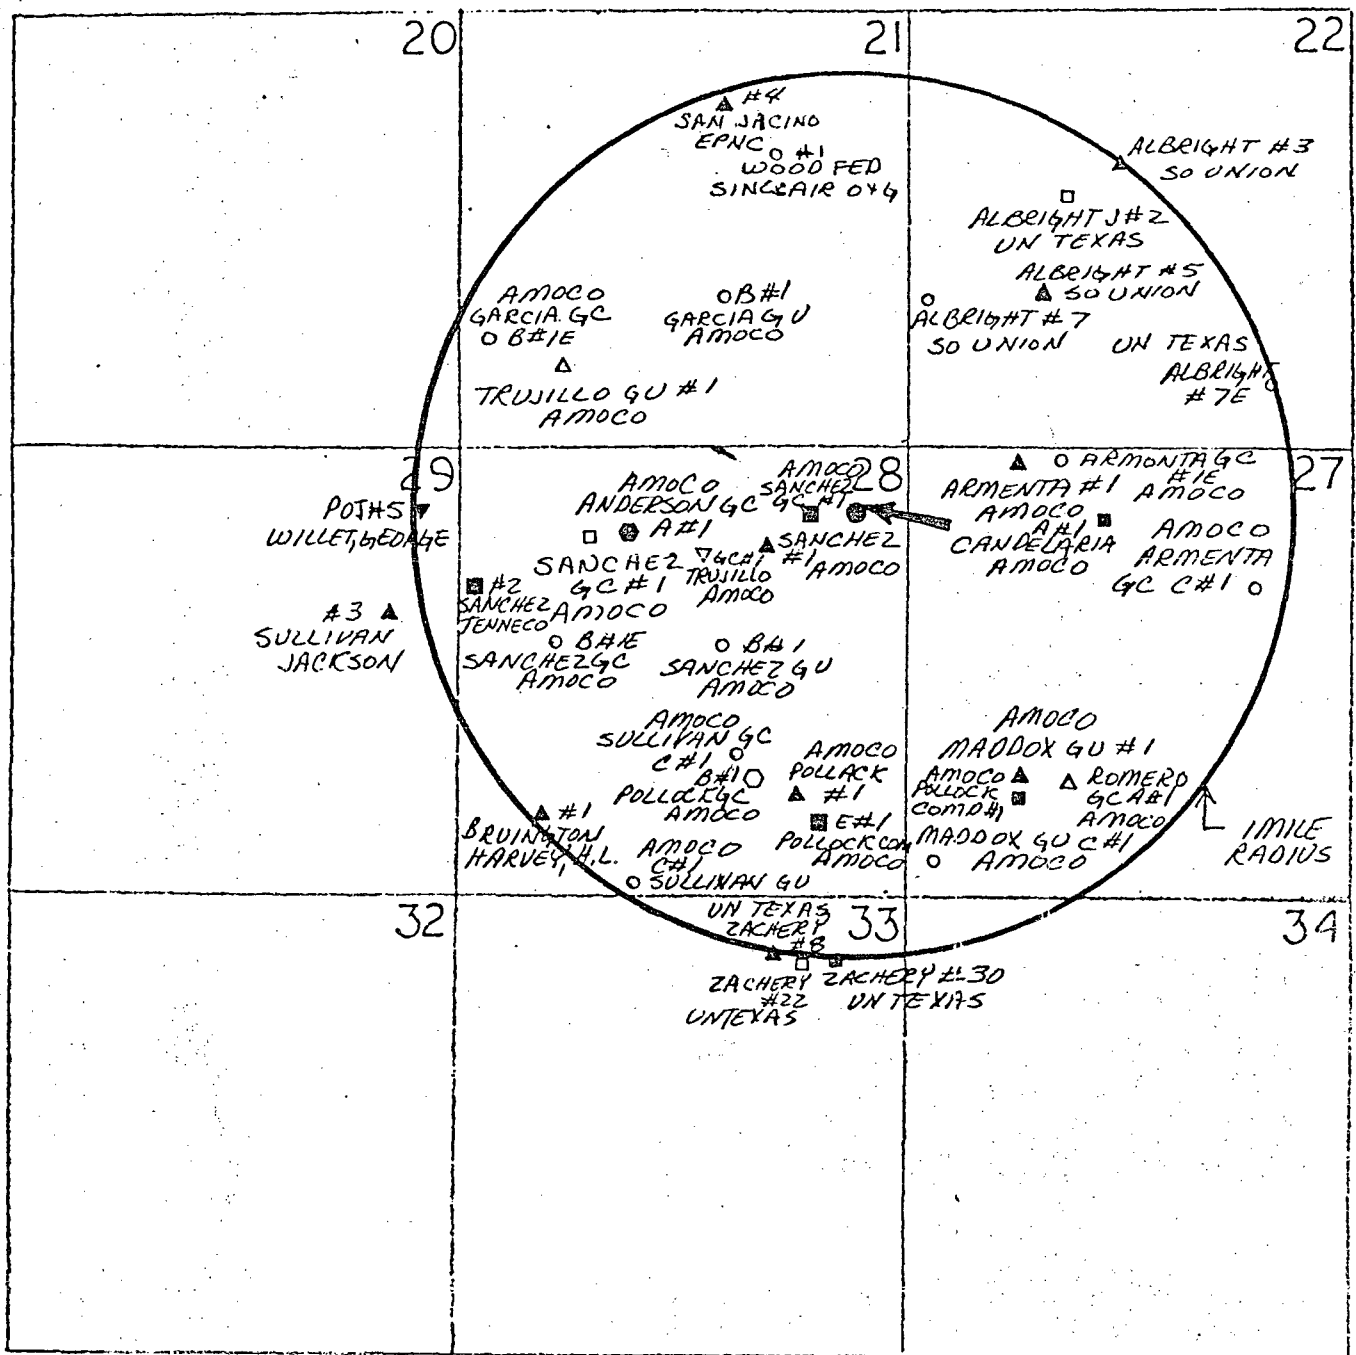 20
21
22
#4
SAN JACINO
EPNC
#1
WOOD FED
SINCLAIR O+G
ALBRIGHT #3
SO UNION
ALBRIGHT J#2
UN TEXAS
ALBRIGHT #5
SO UNION
ALBRIGHT #7
SO UNION
UN TEXAS
ALBRIGHT
#7E
AMOCO
GARCIA GC
B#1E
B#1
GARCIA GU
AMOCO
TRUJILLO GU #1
AMOCO
29
28
27
POTHS
WILLET, GEORGE
#3
SULLIVAN
JACKSON
AMOCO
ANDERSON GC
A#1
AMOCO
SANCHEZ
GC #1
SANCHEZ
#1
AMOCO
SANCHEZ
GC #1
AMOCO
GC#1
TRUJILLO
AMOCO
#2
SANCHEZ
TENNECO
B#1E
SANCHEZ GC
AMOCO
B#1
SANCHEZ GU
AMOCO
ARMENTA #1
AMOCO
ARMONTA GC
#1E
AMOCO
A#1
CANDELARIA
AMOCO
AMOCO
ARMENTA
GC C#1
AMOCO
SULLIVAN GC
C#1
B#1
POLLOCK GC
AMOCO
AMOCO
POLLACK
#1
E#1
POLLOCK COM
AMOCO
#1
BRUINGTON
HARVEY, H.L.
AMOCO
C#1
SULLIVAN GU
AMOCO
MADDOX GU #1
AMOCO
POLLOCK
COMD#1
ROMERO
GC A#1
AMOCO
MADDOX GU C#1
AMOCO
1 MILE
RADIUS
32
33
34
UN TEXAS
ZACHERY
#8
ZACHERY
#22
UN TEXAS
ZACHERY #30
UN TEXAS